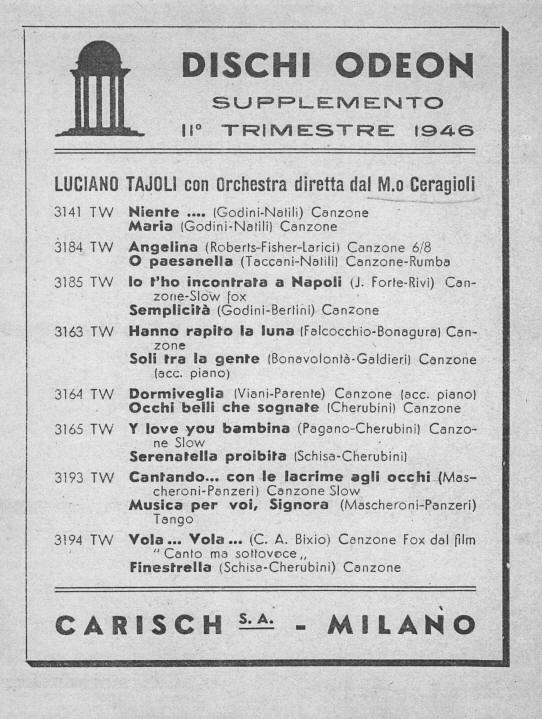 DISCHI ODEON
SUPPLEMENTO
II° TRIMESTRE 1946
LUCIANO TAJOLI con Orchestra diretta dal M.o Ceragioli
3141 TW Niente .... (Godini-Natili) Canzone
Maria (Godini-Natili) Canzone
3184 TW Angelina (Roberts-Fisher-Larici) Canzone 6/8
O paesanella (Taccani-Natili) Canzone-Rumba
3185 TW Io t'ho incontrata a Napoli (J. Forte-Rivi) Can-
zone-Slow fox
Semplicità (Godini-Bertini) Canzone
3163 TW Hanno rapito la luna (Falcocchio-Bonagura) Can-
zone
Soli tra la gente (Bonavolontà-Galdieri) Canzone
(acc. piano)
3164 TW Dormiveglia (Viani-Parente) Canzone (acc. piano)
Occhi belli che sognate (Cherubini) Canzone
3165 TW Y love you bambina (Pagano-Cherubini) Canzo-
ne Slow
Serenatella proibita (Schisa-Cherubini)
3193 TW Cantando... con le lacrime agli occhi (Mas-
cheroni-Panzeri) Canzone Slow
Musica per voi, Signora (Mascheroni-Panzeri)
Tango
3194 TW Vola ... Vola ... (C. A. Bixio) Canzone Fox dal film
"Canto ma sottovoce„
Finestrella (Schisa-Cherubini) Canzone
CARISCH S. A. - MILANO